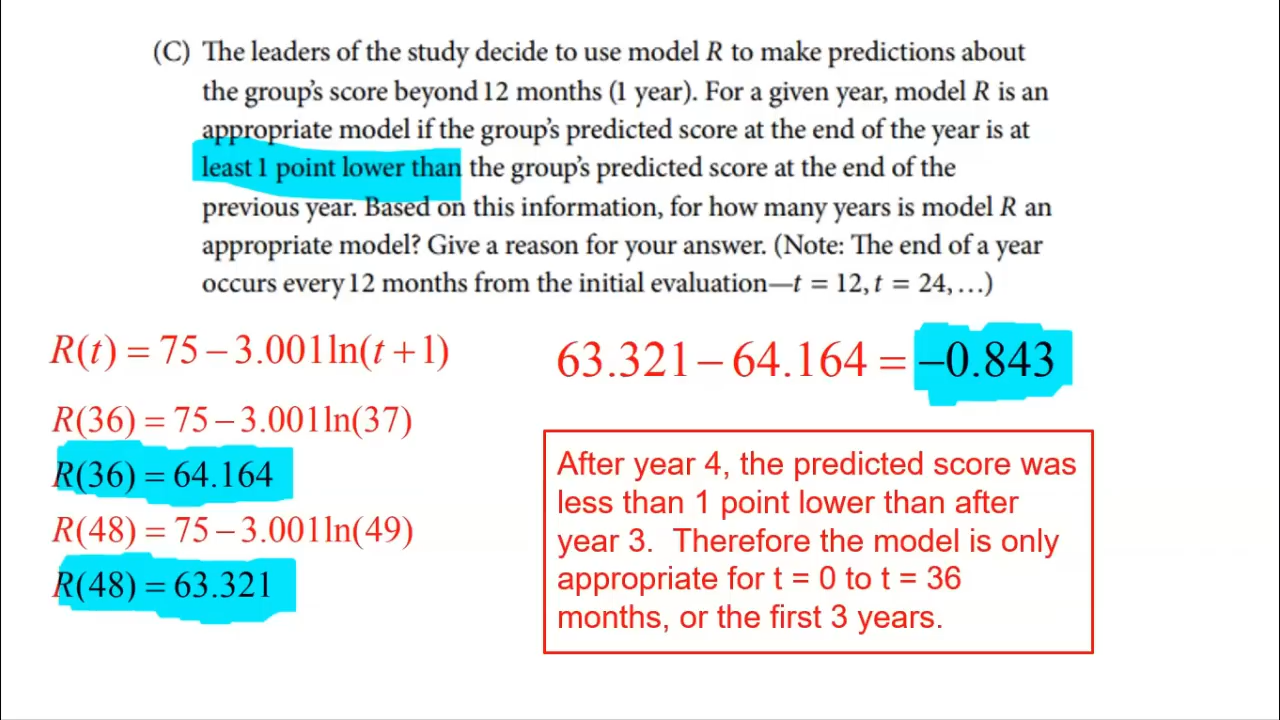 (C) The leaders of the study decide to use model R to make predictions about
the group's score beyond 12 months (1 year). For a given year, model R is an
appropriate model if the group's predicted score at the end of the year is at
least 1 point lower than the group's predicted score at the end of the
previous year. Based on this information, for how many years is model R an
appropriate model? Give a reason for your answer. (Note: The end of a year
occurs every 12 months from the initial evaluation—t = 12, t = 24, …)
R(t) = 75 − 3.001ln(t + 1)
R(36) = 75 − 3.001ln(37)
R(36) = 64.164
R(48) = 75 − 3.001ln(49)
R(48) = 63.321
63.321 − 64.164 = −0.843
After year 4, the predicted score was
less than 1 point lower than after
year 3. Therefore the model is only
appropriate for t = 0 to t = 36
months, or the first 3 years.